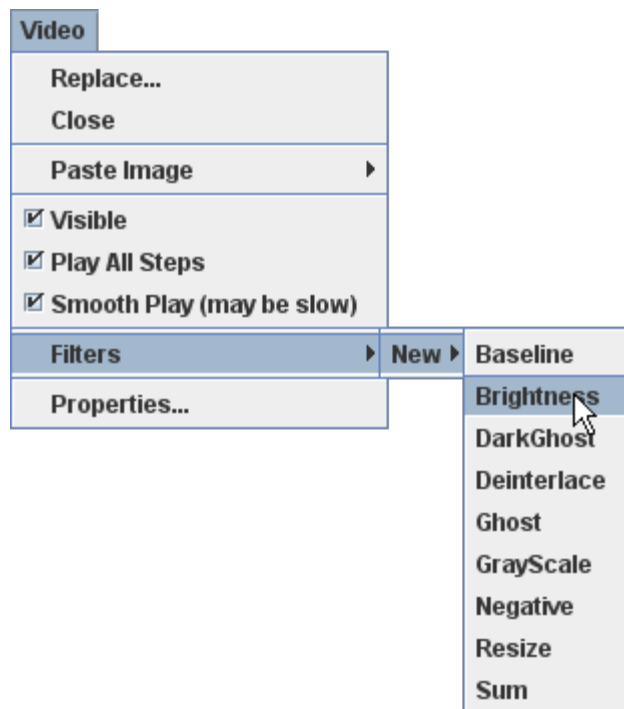 Video
Replace...
Close
Paste Image
Visible
Play All Steps
Smooth Play (may be slow)
Filters
New
Properties...
Baseline
Brightness
DarkGhost
Deinterlace
Ghost
GrayScale
Negative
Resize
Sum